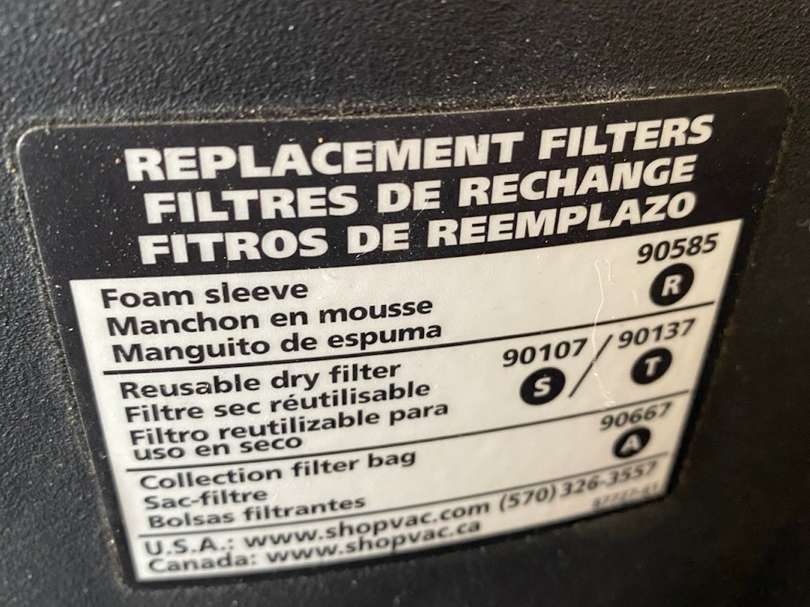 REPLACEMENT FILTERS
FILTRES DE RECHANGE
FITROS DE REEMPLAZO
Foam sleeve 90585
Manchon en mousse R
Manguito de espuma
Reusable dry filter 90107 / 90137
Filtre sec réutilisable S T
Filtro reutilizable para
uso en seco
Collection filter bag 90667
Sac-filtre A
Bolsas filtrantes
U.S.A.: www.shopvac.com (570) 326-3557
Canada: www.shopvac.ca